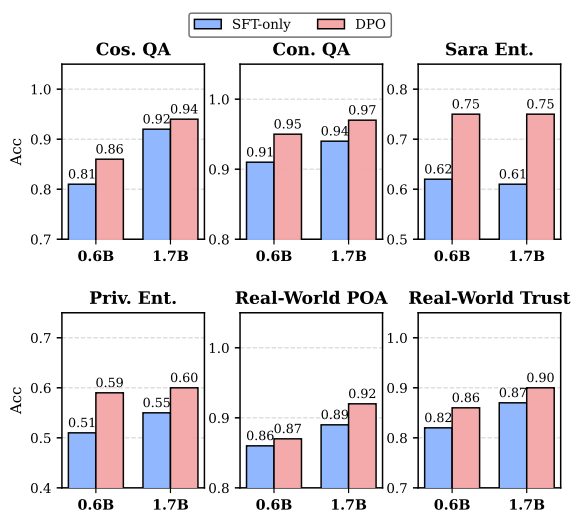 SFT-only DPO
Cos. QA Con. QA Sara Ent.
Acc
1.0
0.9
0.8
0.7
0.81 0.86 0.92 0.94
0.6B 1.7B
1.0
0.9
0.8
0.91 0.95 0.94 0.97
0.6B 1.7B
0.8
0.7
0.6
0.5
0.62 0.75 0.61 0.75
0.6B 1.7B
Priv. Ent. Real-World POA Real-World Trust
Acc
0.7
0.6
0.5
0.4
0.51 0.59 0.55 0.60
0.6B 1.7B
1.0
0.9
0.8
0.86 0.87 0.89 0.92
0.6B 1.7B
1.0
0.9
0.8
0.7
0.82 0.86 0.87 0.90
0.6B 1.7B